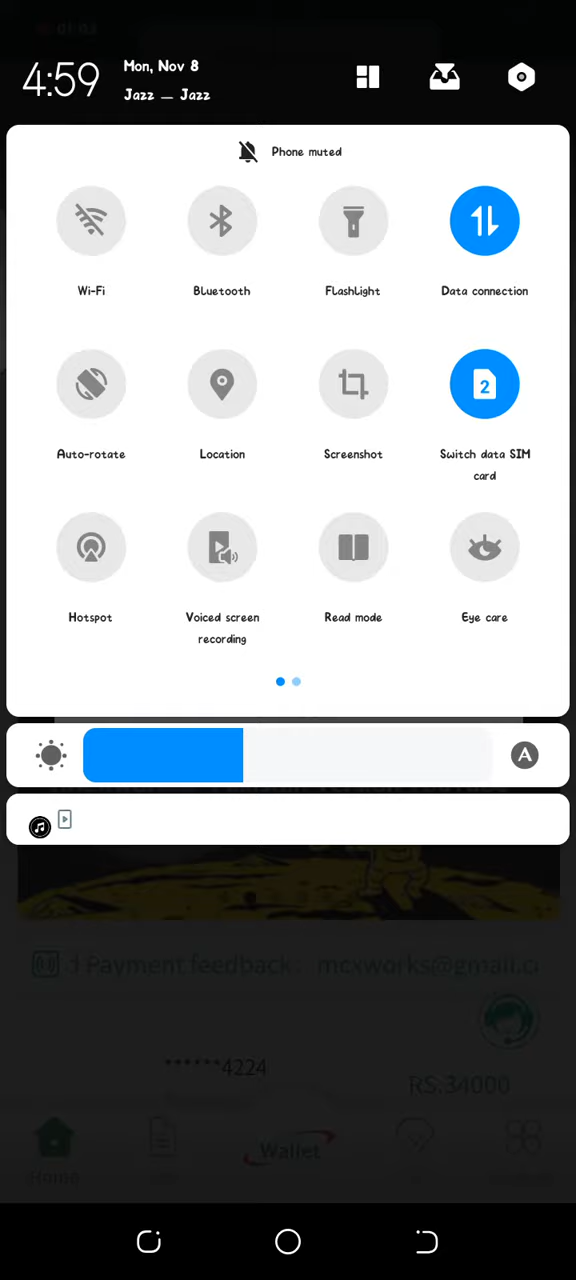 4:59
Mon, Nov 8
Jazz — Jazz
Phone muted
Wi-Fi
Bluetooth
Flashlight
Data connection
Auto-rotate
Location
Screenshot
Switch data SIM
card
2
Hotspot
Voiced screen
recording
Read mode
Eye care
A
Payment feedback: mcxworks@gmail.c
******4224
RS:34000
Home
Wallet